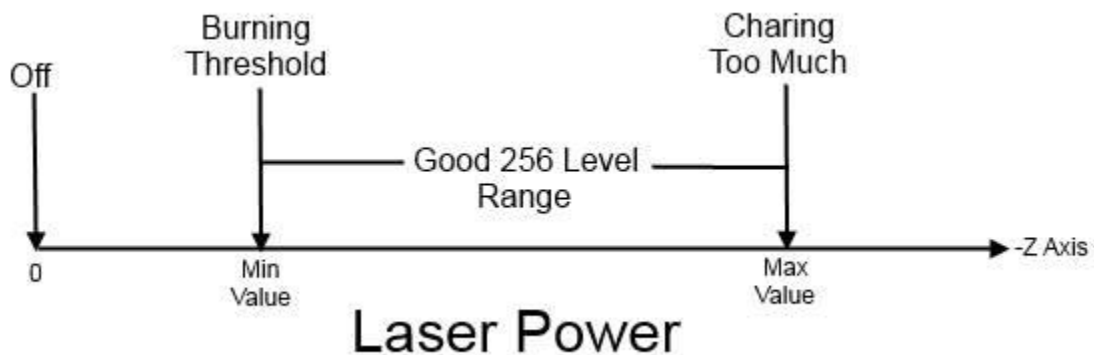 Off
Burning
Threshold
Charing
Too Much
Good 256 Level
Range
-Z Axis
0
Min
Value
Max
Value
Laser Power